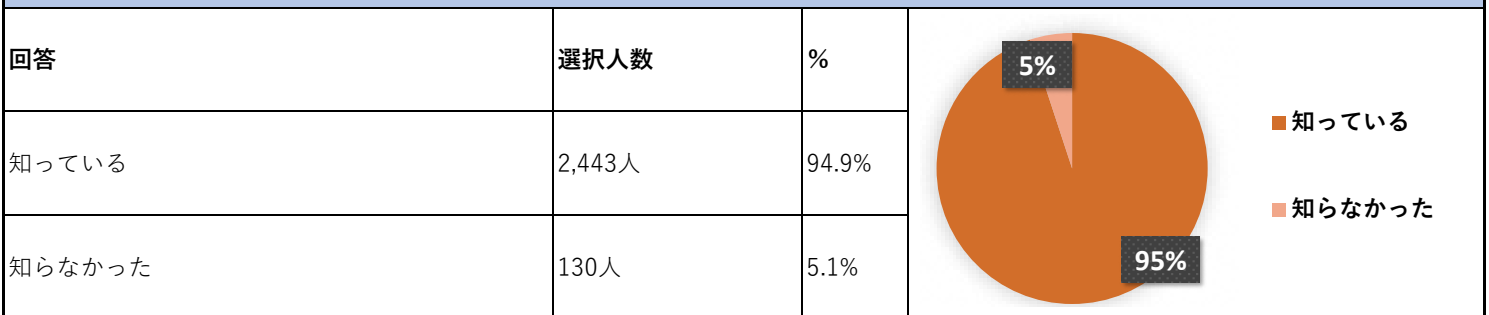 回答 選択人数 %
知っている 2,443人 94.9%
知らなかった 130人 5.1%
5%
95%
知っている
知らなかった